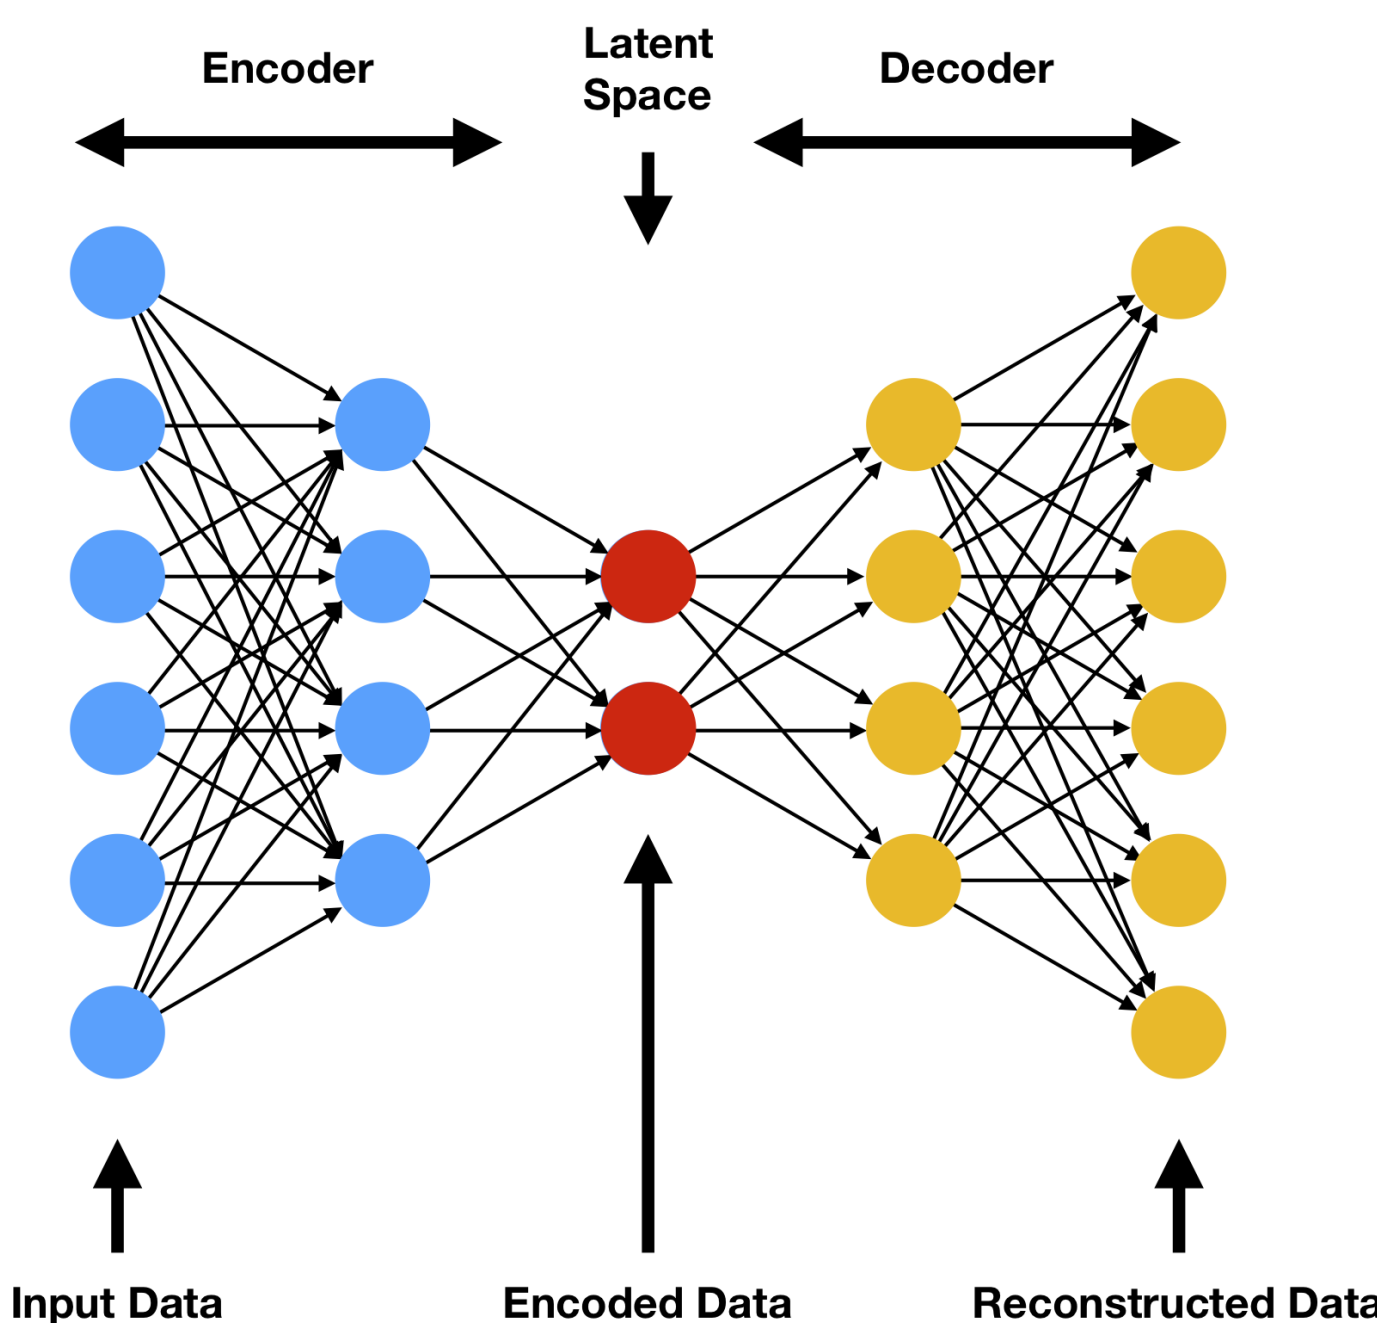 Encoder
Latent
Space
Decoder
Input Data
Encoded Data
Reconstructed Data